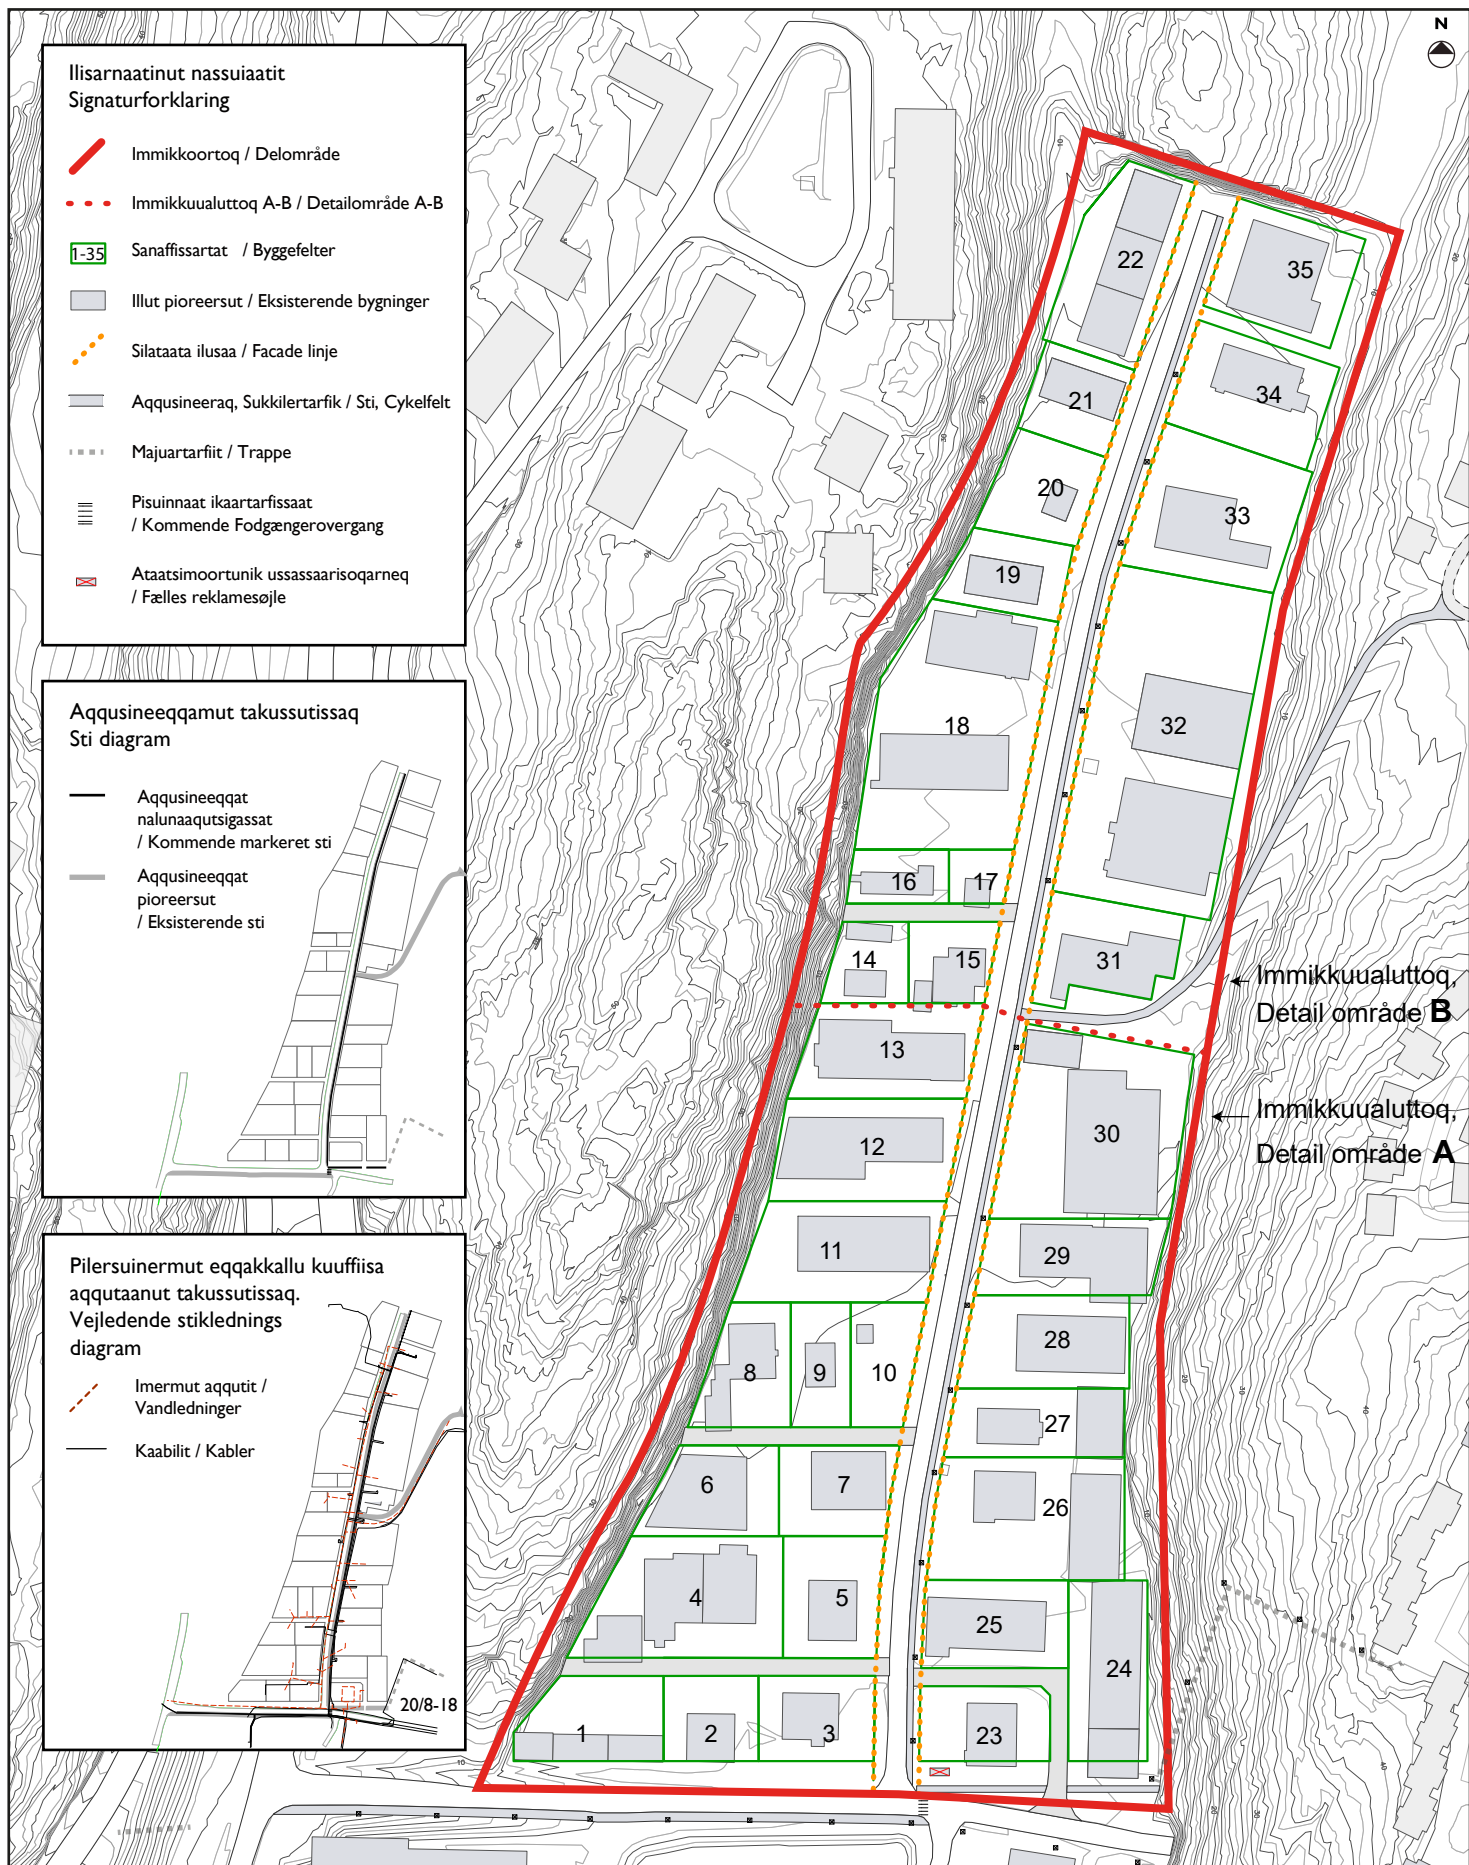 Ilisarnaatinut nassuiaatit
Signaturforklaring
Immikkoortoq / Delområde
Immikkuualuttoq A-B / Detailområde A-B
1-35 Sanaffissartat / Byggefelter
Illut pioreersut / Eksisterende bygninger
Silataata ilusaa / Facade linje
Aqqusineeraq, Sukkilertarfik / Sti, Cykelfelt
Majuartarfiit / Trappe
Pisuinnaat ikaartarfissaat
/ Kommende Fodgængerovergang
Ataatsimoortunik ussassaarisoqarneq
/ Fælles reklamesøjle
Aqqusineeqqamut takussutissaq
Sti diagram
Aqqusineeqqat
nalunaaqutsigassat
/ Kommende markeret sti
Aqqusineeqqat
pioreersut
/ Eksisterende sti
Pilersuinermut eqqakkallu kuuffiisa
aqqutaanut takussutissaq.
Vejledende stiklednings
diagram
Imermut aqqutit /
Vandledninger
Kaabilit / Kabler
20/8-18
N
22
35
21
34
20
33
19
18
32
16
17
14
15
31
Immikkuualuttoq,
Detail område B
13
30
Immikkuualuttoq,
Detail område A
12
11
29
8
9
10
28
27
6
7
26
4
5
25
24
1
2
3
23